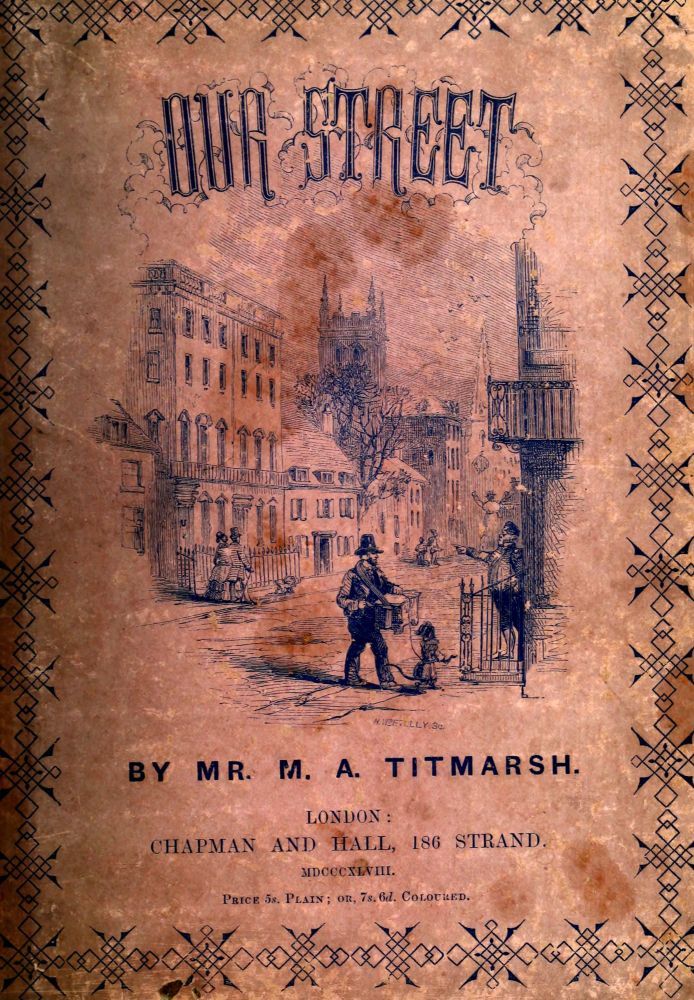 OUR STREET
BY MR. M. A. TITMARSH.
LONDON:
CHAPMAN AND HALL, 186 STRAND.
MDCCCXLVIII.
PRICE 5s. PLAIN; OR, 7s. 6d. COLOURED.